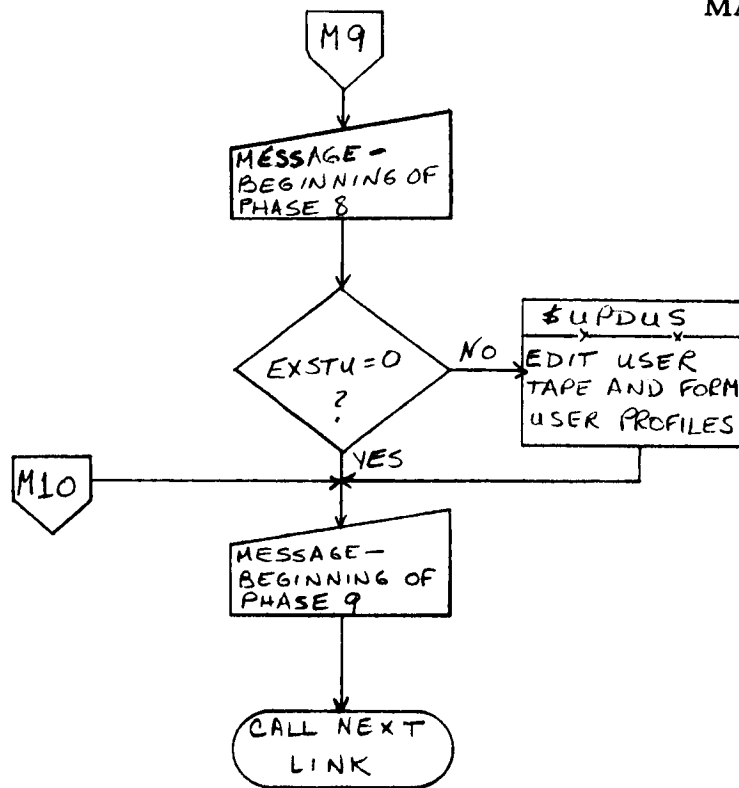 MA
M9
MESSAGE -
BEGINNING OF
PHASE 8
EXSTU=0
?
NO
$UPDUS
EDIT USER
TAPE AND FORM
USER PROFILES
YES
M10
MESSAGE -
BEGINNING OF
PHASE 9
CALL NEXT
LINK